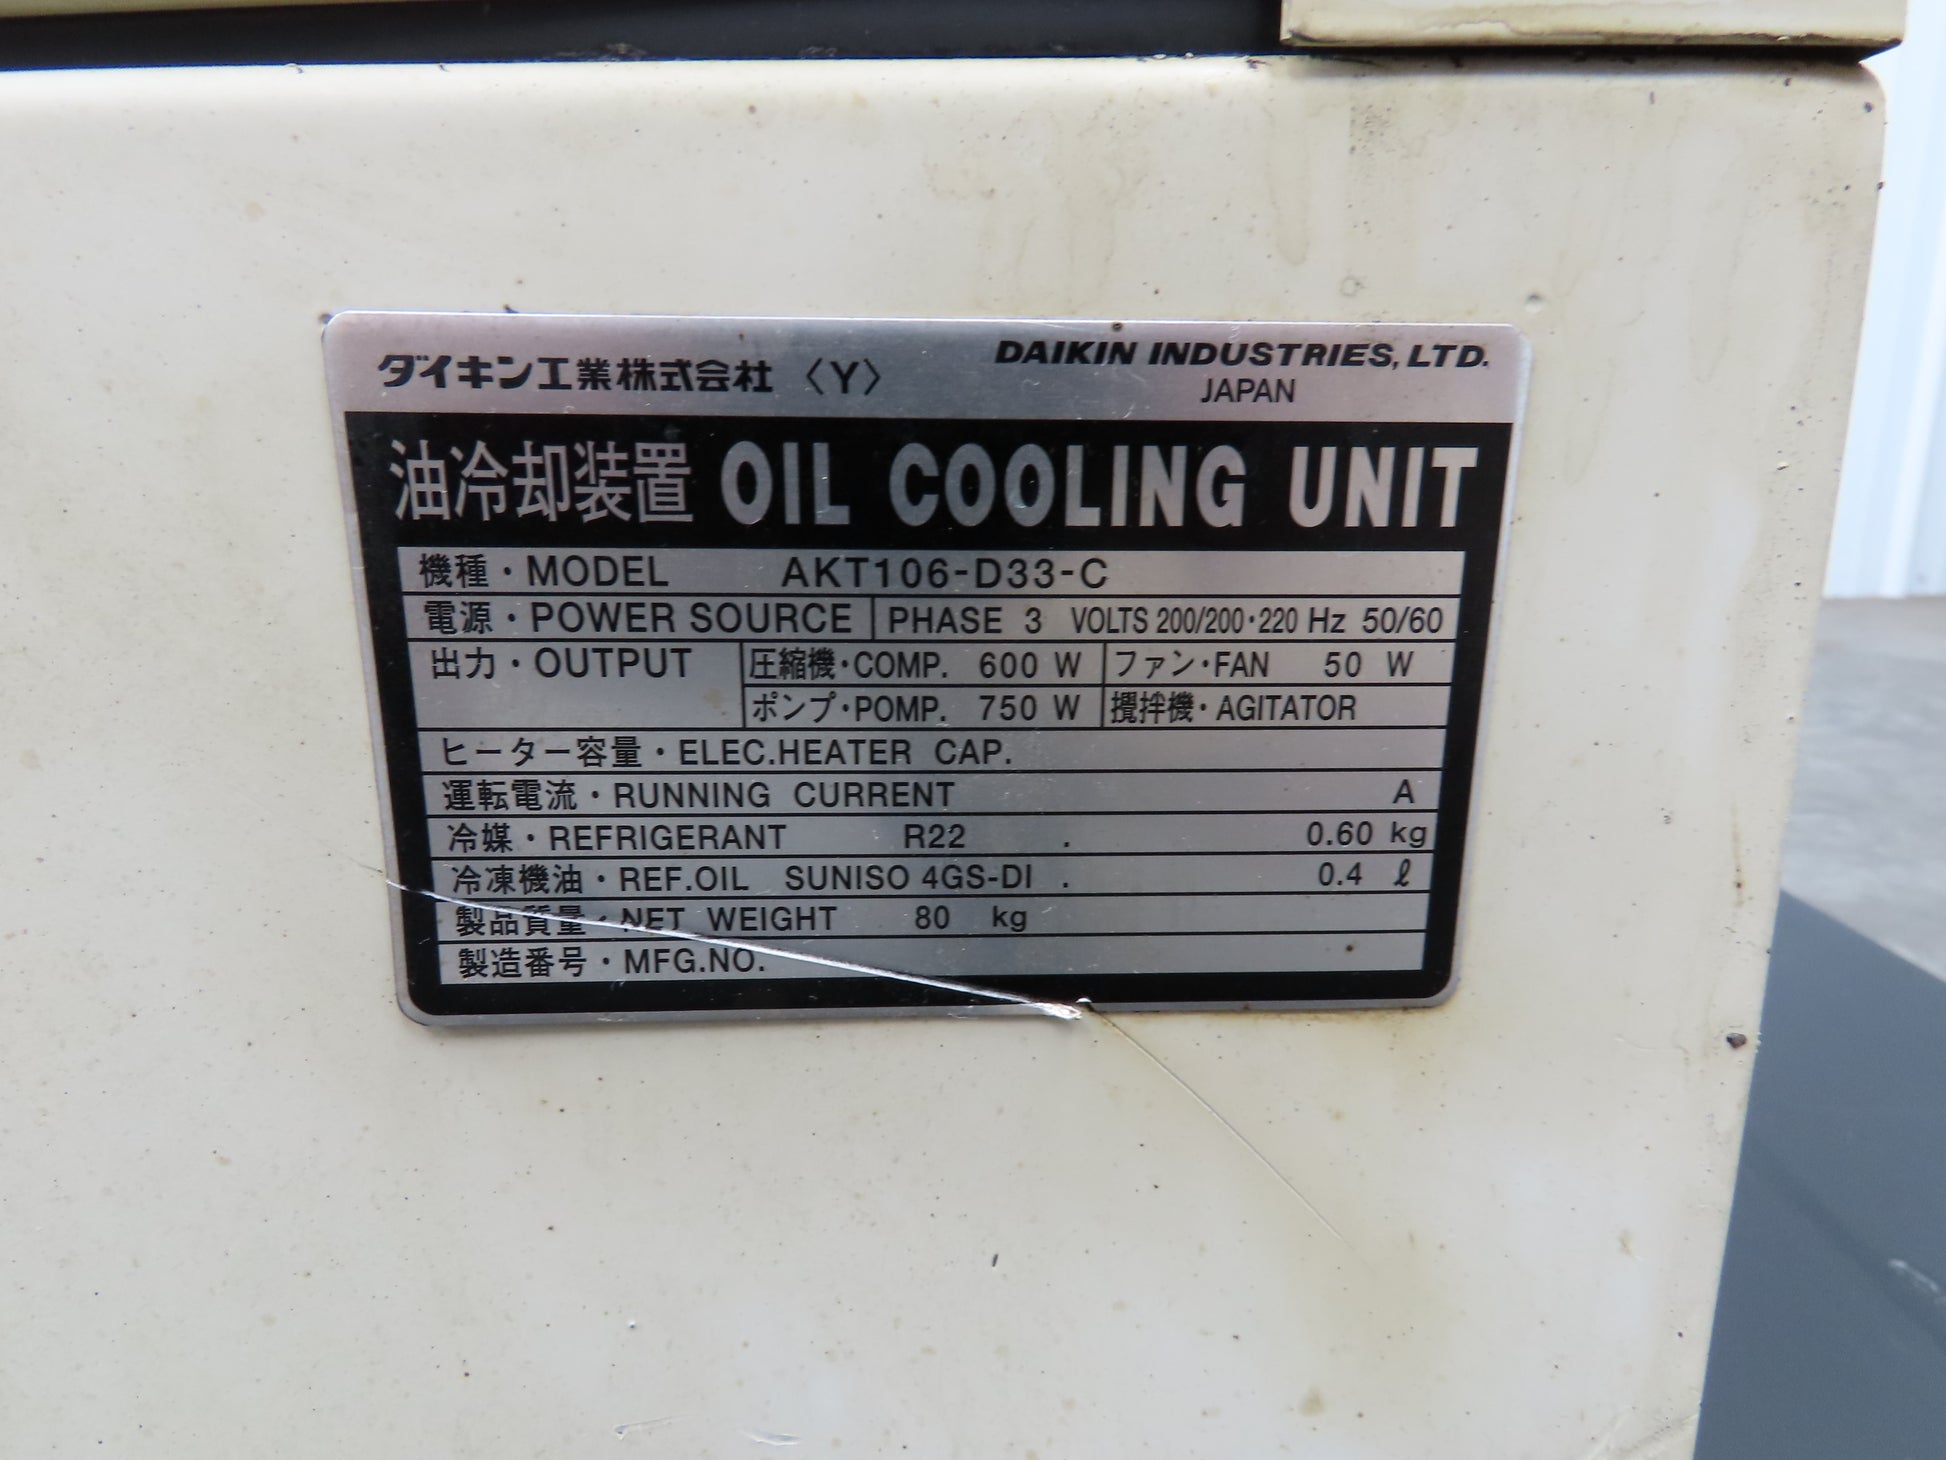 ダイキン工業株式会社 〈Y〉 DAIKIN INDUSTRIES, LTD.
JAPAN
油冷却装置 OIL COOLING UNIT
機種・MODEL AKT106-D33-C
電源・POWER SOURCE PHASE 3 VOLTS 200/200・220 Hz 50/60
出力・OUTPUT 圧縮機・COMP. 600 W ファン・FAN 50 W
ポンプ・POMP. 750 W 攪拌機・AGITATOR
ヒーター容量・ELEC.HEATER CAP.
運転電流・RUNNING CURRENT A
冷媒・REFRIGERANT R22 . 0.60 kg
冷凍機油・REF.OIL SUNISO 4GS-DI . 0.4 ℓ
製品質量・NET WEIGHT 80 kg
製造番号・MFG.NO.